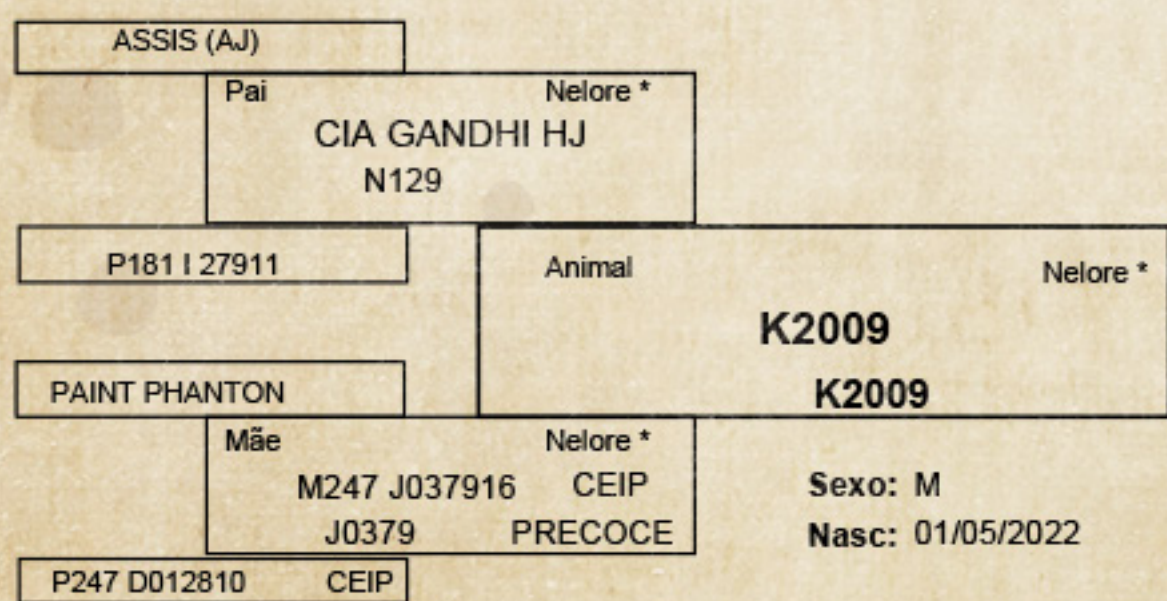 ASSIS (AJ)
Pai Nelore *
CIA GANDHI HJ
N129
P181 I 27911
Animal Nelore *
K2009
K2009
PAINT PHANTON
Mãe Nelore *
M247 J037916 CEIP
J0379 PRECOCE
Sexo: M
Nasc: 01/05/2022
P247 D012810 CEIP